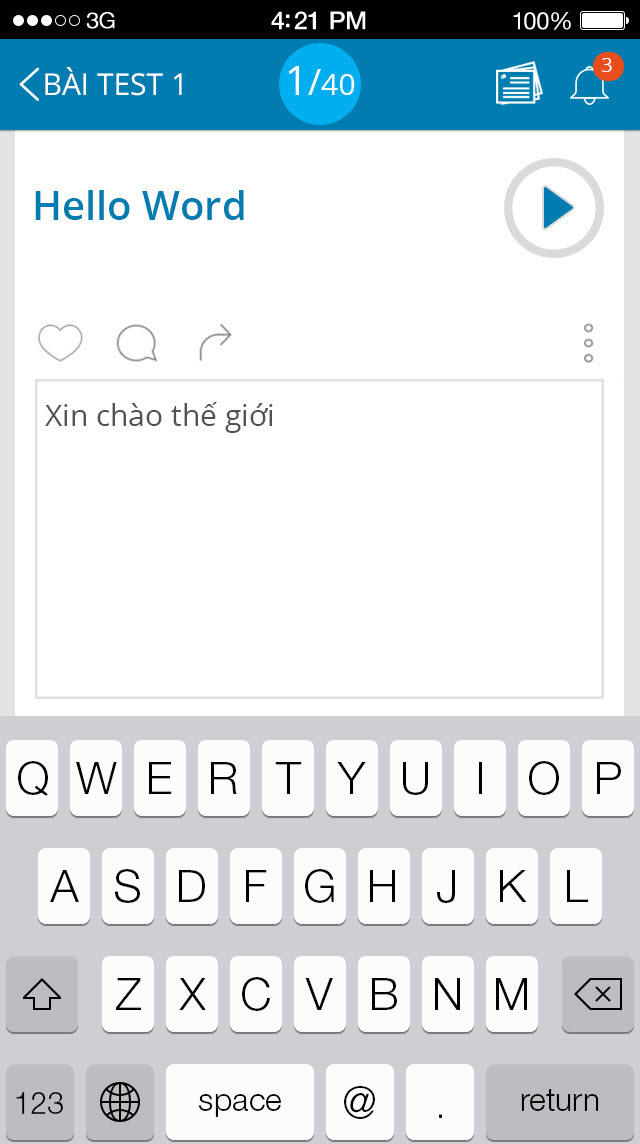 3G 4:21 PM 100%
BÀI TEST 1 1/40 3
Hello Word
Xin chào thế giới
Q W E R T Y U I O P
A S D F G H J K L
Z X C V B N M
123 space @ . return